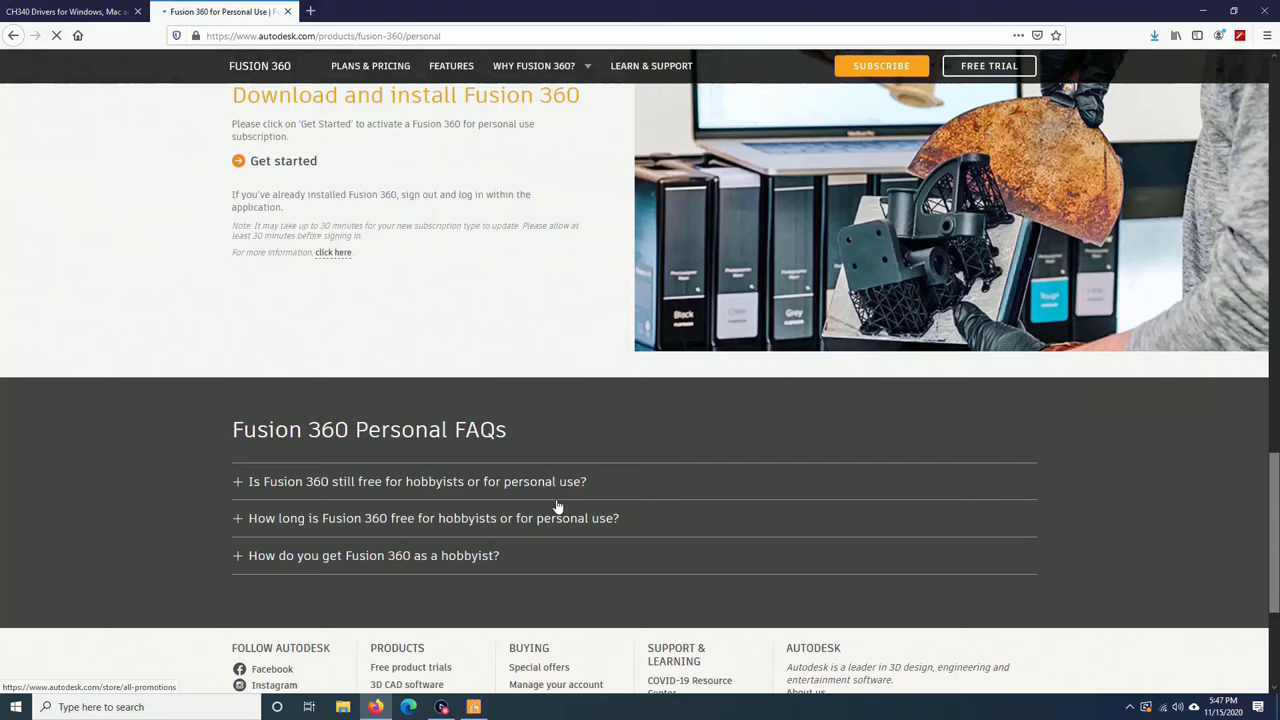 CH340 Drivers for Windows, Mac a
Fusion 360 for Personal Use | F
https://www.autodesk.com/products/fusion-360/personal
FUSION 360
PLANS & PRICING
FEATURES
WHY FUSION 360?
LEARN & SUPPORT
SUBSCRIBE
FREE TRIAL
Download and install Fusion 360
Please click on 'Get Started' to activate a Fusion 360 for personal use
subscription.
Get started
If you've already installed Fusion 360, sign out and log in within the
application.
Note: It may take up to 30 minutes for your new subscription type to update. Please allow at
least 30 minutes before signing in.
For more information, click here.
Black
Clear
Grey
Tough
Fusion 360 Personal FAQs
Is Fusion 360 still free for hobbyists or for personal use?
How long is Fusion 360 free for hobbyists or for personal use?
How do you get Fusion 360 as a hobbyist?
FOLLOW AUTODESK
Facebook
Instagram
PRODUCTS
Free product trials
3D CAD software
BUYING
Special offers
Manage your account
SUPPORT &
LEARNING
COVID-19 Resource
Center
AUTODESK
Autodesk is a leader in 3D design, engineering and
entertainment software.
About us
https://www.autodesk.com/store/all-promotions
Type here to search
5:47 PM
11/15/2020